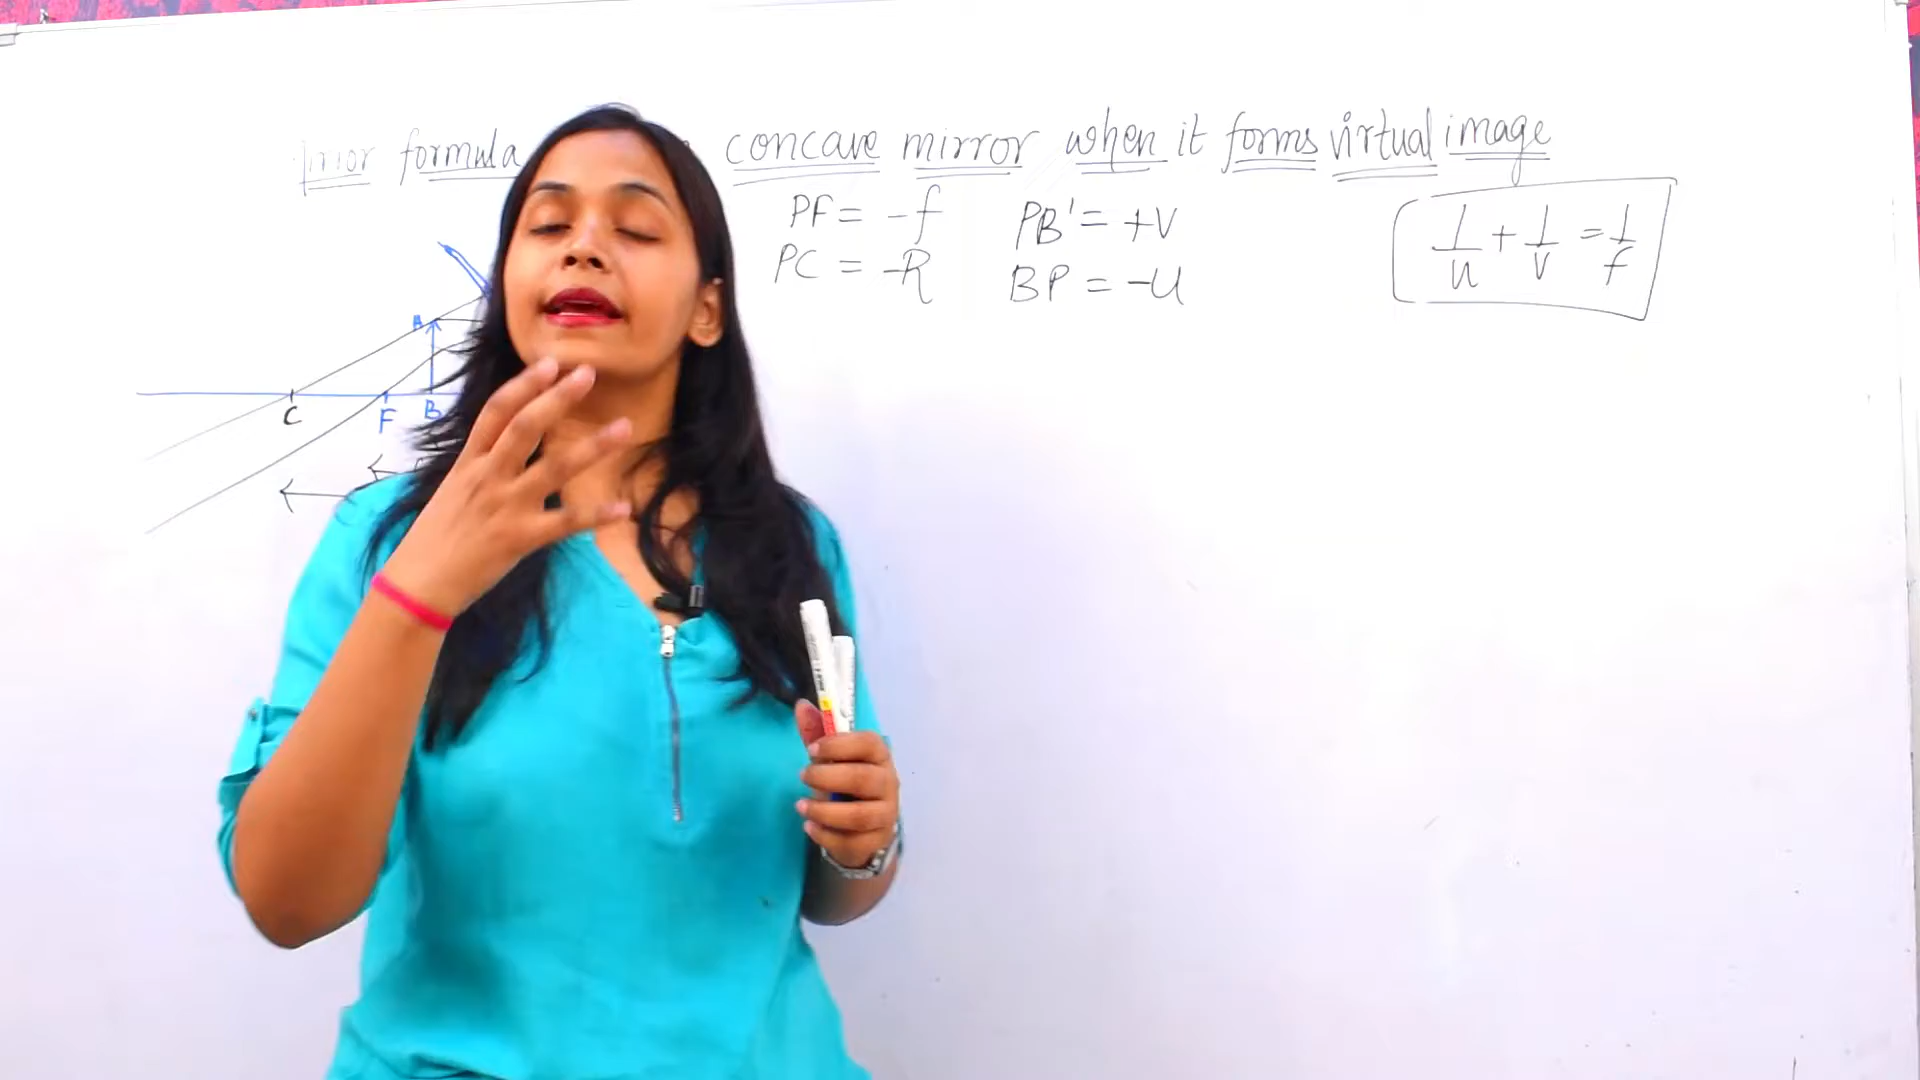 formula concave mirror when it forms virtual image
PF = -f PB' = +V
PC = -R BP = -U
1/u + 1/v = 1/f
A
C F B